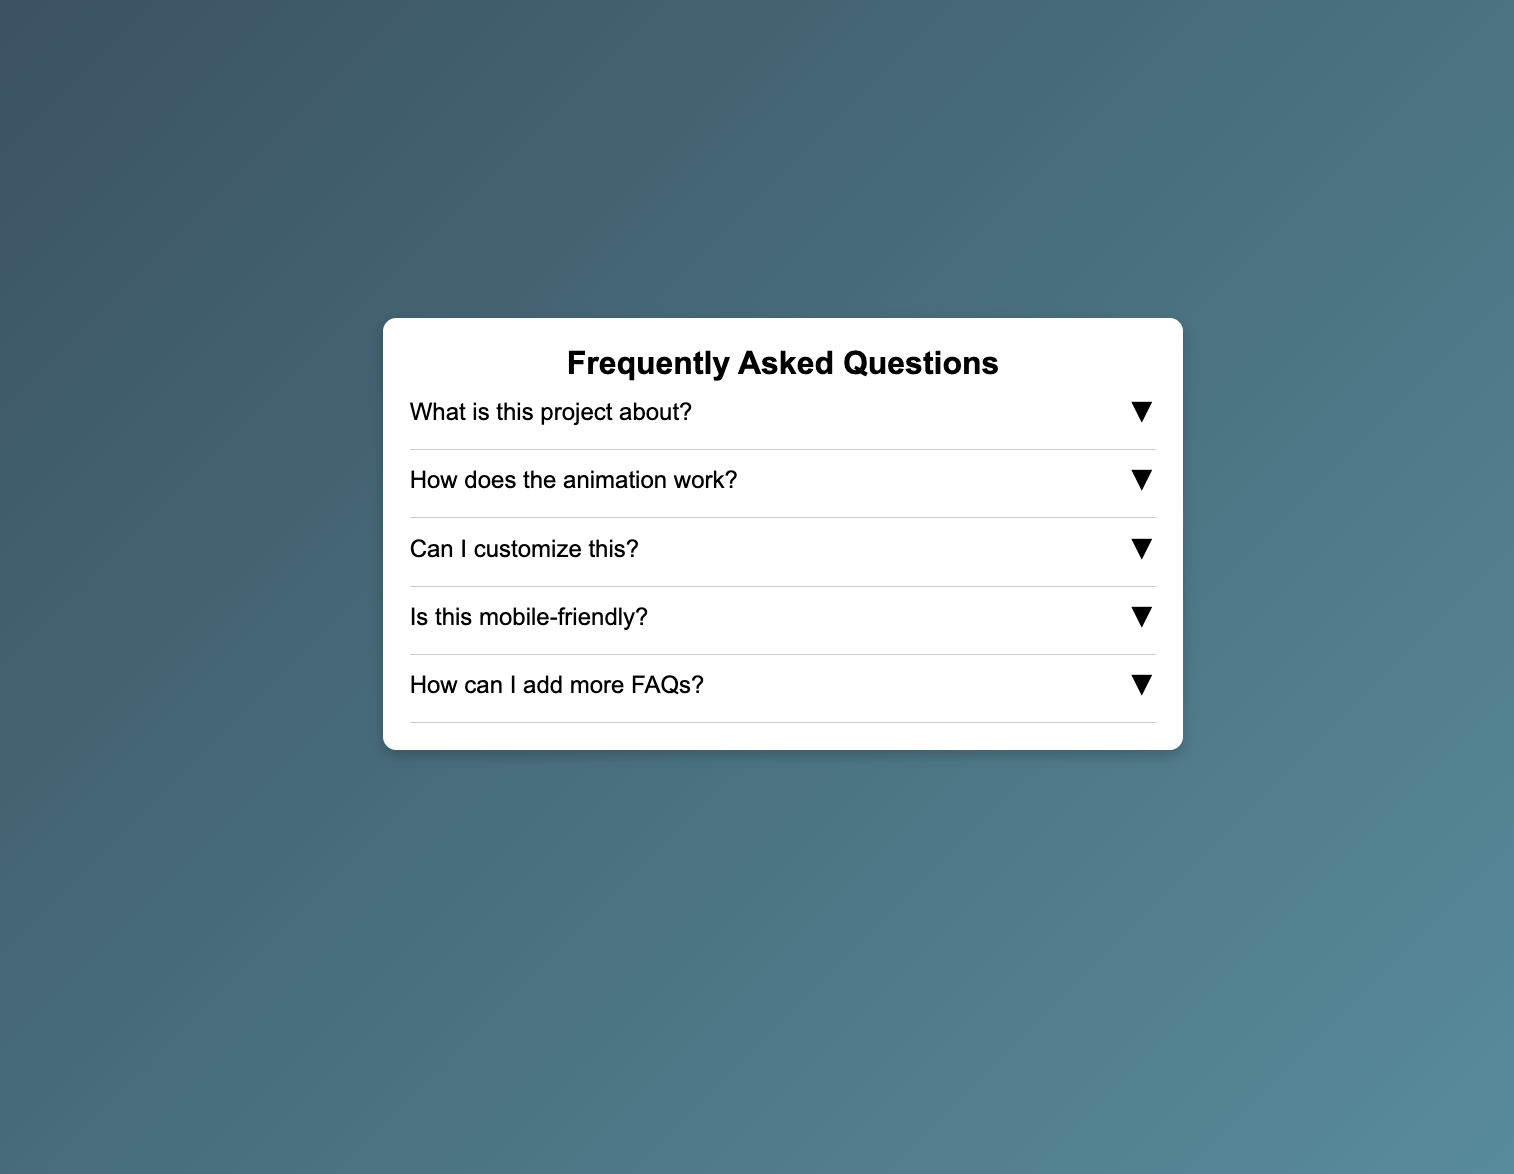 Frequently Asked Questions
What is this project about? ▼
How does the animation work? ▼
Can I customize this? ▼
Is this mobile-friendly? ▼
How can I add more FAQs? ▼